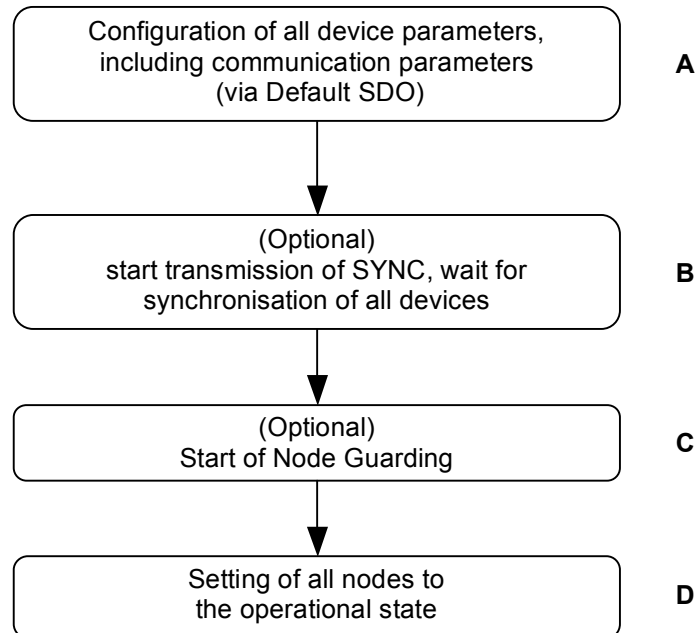 Configuration of all device parameters,
including communication parameters
(via Default SDO)
A
(Optional)
start transmission of SYNC, wait for
synchronisation of all devices
B
(Optional)
Start of Node Guarding
C
Setting of all nodes to
the operational state
D